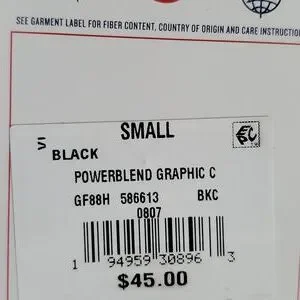 SEE GARMENT LABEL FOR FIBER CONTENT, COUNTRY OF ORIGIN AND CARE INSTRUCTION
SMALL
BLACK
POWERBLEND GRAPHIC C
GF88H 586613 BKC
0807
1 94959 30896 3
$45.00